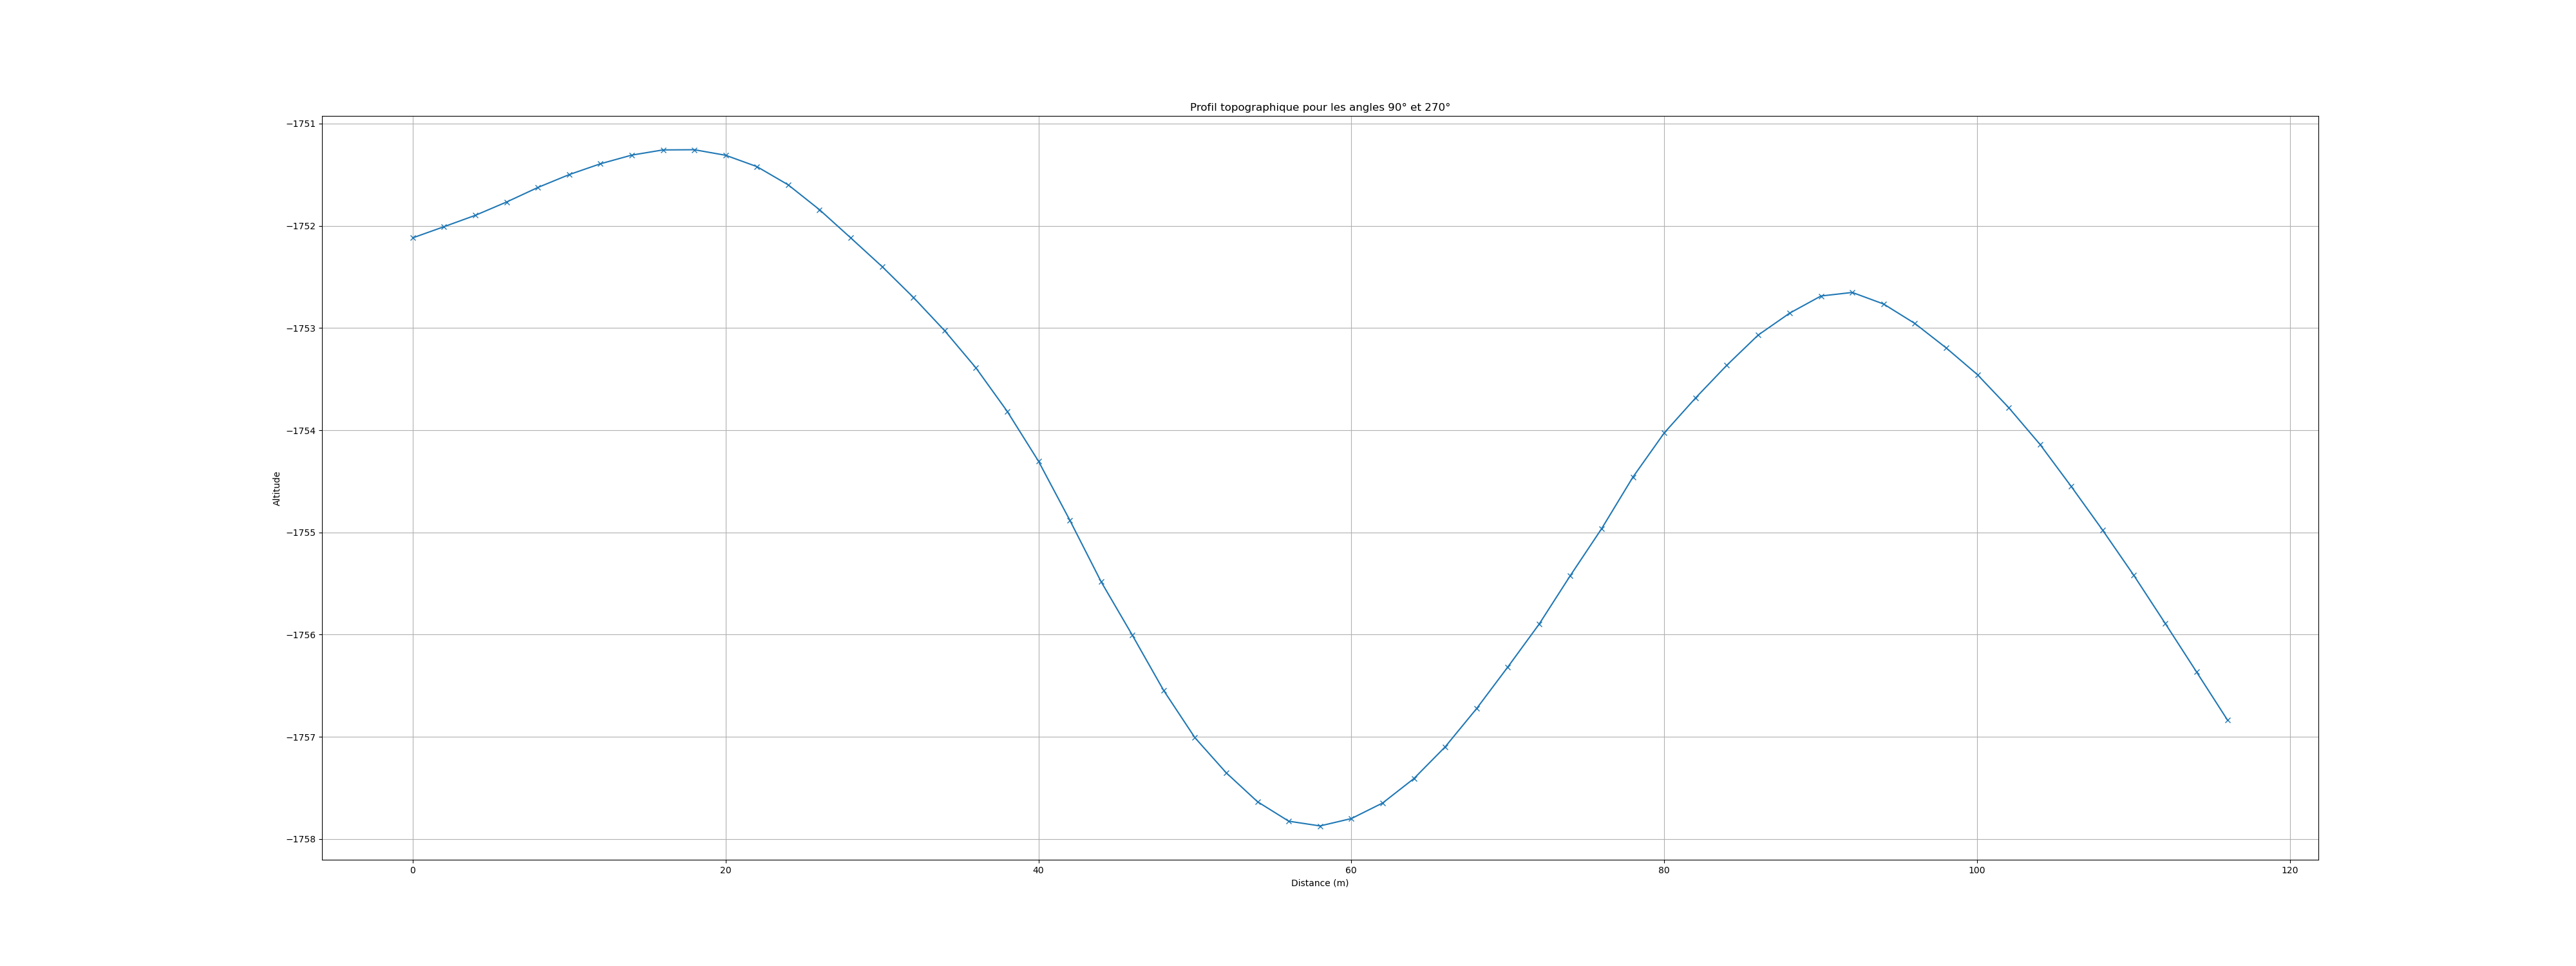 Profil topographique pour les angles 90° et 270°
−1751
−1752
−1753
−1754
−1755
−1756
−1757
−1758
Altitude
0 20 40 60 80 100 120
Distance (m)